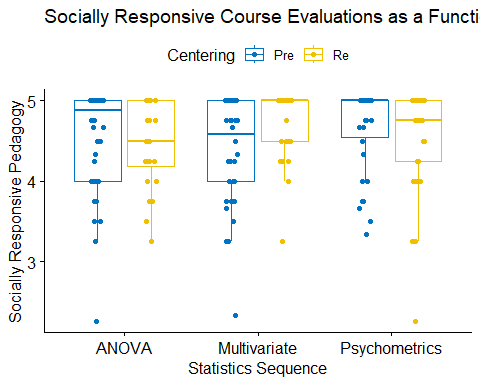 Socially Responsive Course Evaluations as a Functi
Centering Pre Re
Socially Responsive Pedagogy
5
4
3
ANOVA Multivariate Psychometrics
Statistics Sequence